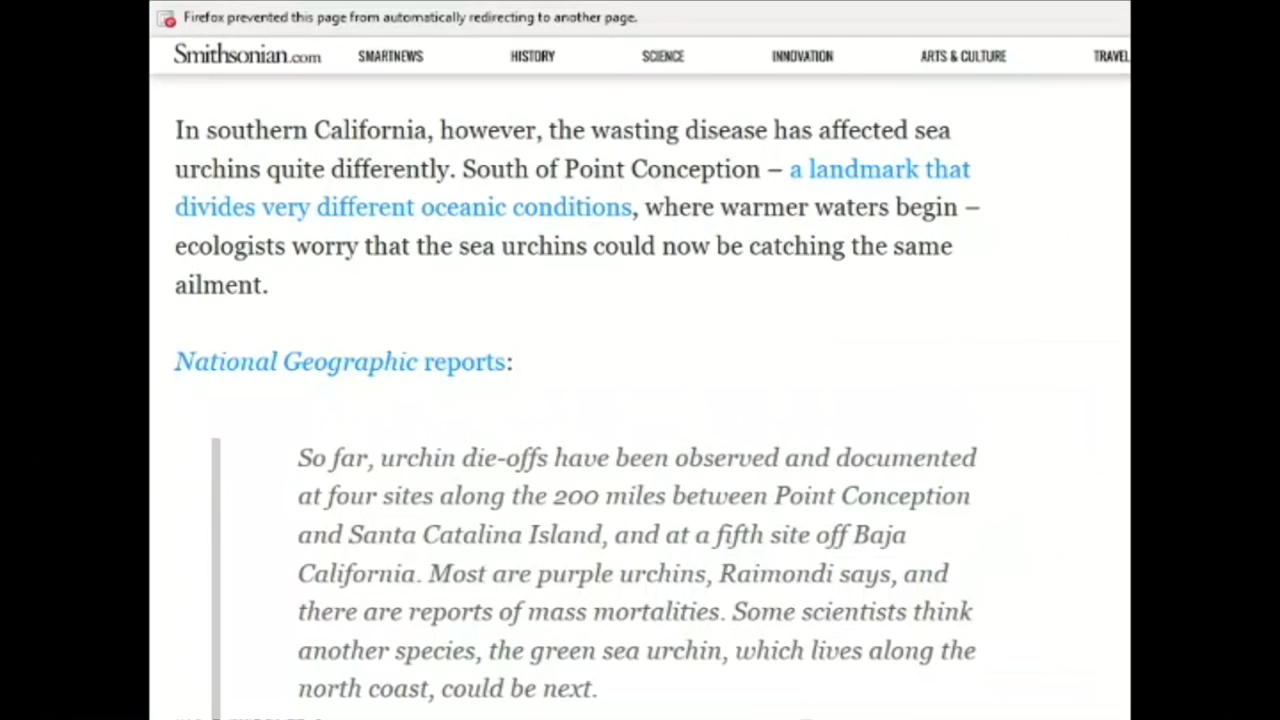 Firefox prevented this page from automatically redirecting to another page.
Smithsonian.com SMARTNEWS HISTORY SCIENCE INNOVATION ARTS & CULTURE TRAVEL
In southern California, however, the wasting disease has affected sea
urchins quite differently. South of Point Conception – a landmark that
divides very different oceanic conditions, where warmer waters begin –
ecologists worry that the sea urchins could now be catching the same
ailment.
National Geographic reports:
So far, urchin die-offs have been observed and documented
at four sites along the 200 miles between Point Conception
and Santa Catalina Island, and at a fifth site off Baja
California. Most are purple urchins, Raimondi says, and
there are reports of mass mortalities. Some scientists think
another species, the green sea urchin, which lives along the
north coast, could be next.